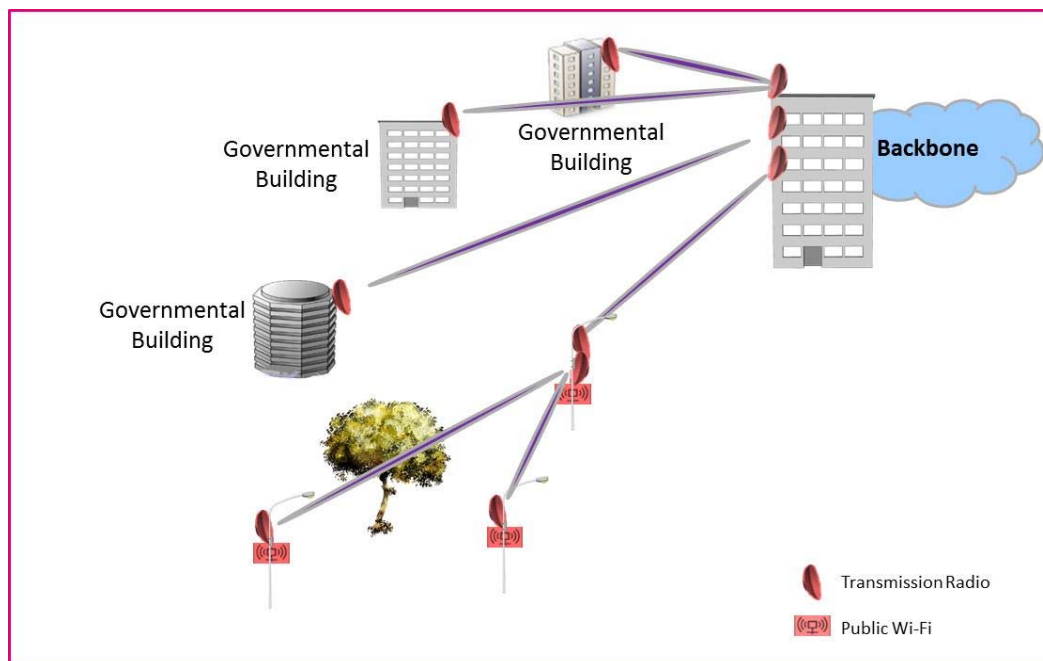 Governmental
Building
Governmental
Building
Backbone
Governmental
Building
Transmission Radio
Public Wi-Fi